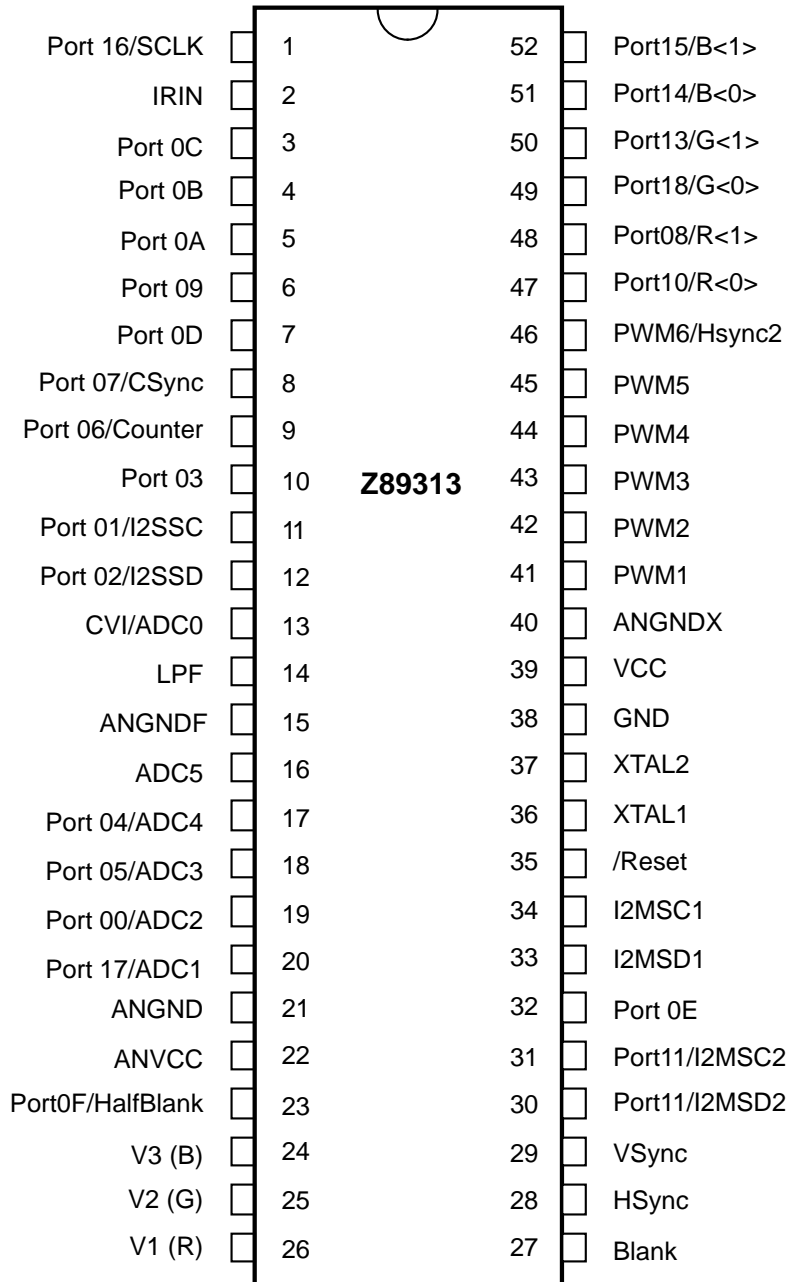 Port 16/SCLK 1 52 Port15/B<1>
IRIN 2 51 Port14/B<0>
Port 0C 3 50 Port13/G<1>
Port 0B 4 49 Port18/G<0>
Port 0A 5 48 Port08/R<1>
Port 09 6 47 Port10/R<0>
Port 0D 7 46 PWM6/Hsync2
Port 07/CSync 8 45 PWM5
Port 06/Counter 9 44 PWM4
Port 03 10 Z89313 43 PWM3
Port 01/I2SSC 11 42 PWM2
Port 02/I2SSD 12 41 PWM1
CVI/ADC0 13 40 ANGNDX
LPF 14 39 VCC
ANGNDF 15 38 GND
ADC5 16 37 XTAL2
Port 04/ADC4 17 36 XTAL1
Port 05/ADC3 18 35 /Reset
Port 00/ADC2 19 34 I2MSC1
Port 17/ADC1 20 33 I2MSD1
ANGND 21 32 Port 0E
ANVCC 22 31 Port11/I2MSC2
Port0F/HalfBlank 23 30 Port11/I2MSD2
V3 (B) 24 29 VSync
V2 (G) 25 28 HSync
V1 (R) 26 27 Blank